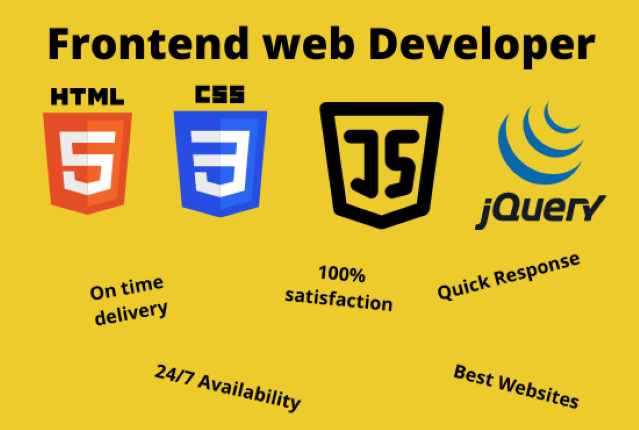 Frontend web Developer
HTML
CSS
5
3
JS
jQuery
On time
delivery
100%
satisfaction
Quick Response
24/7 Availability
Best Websites